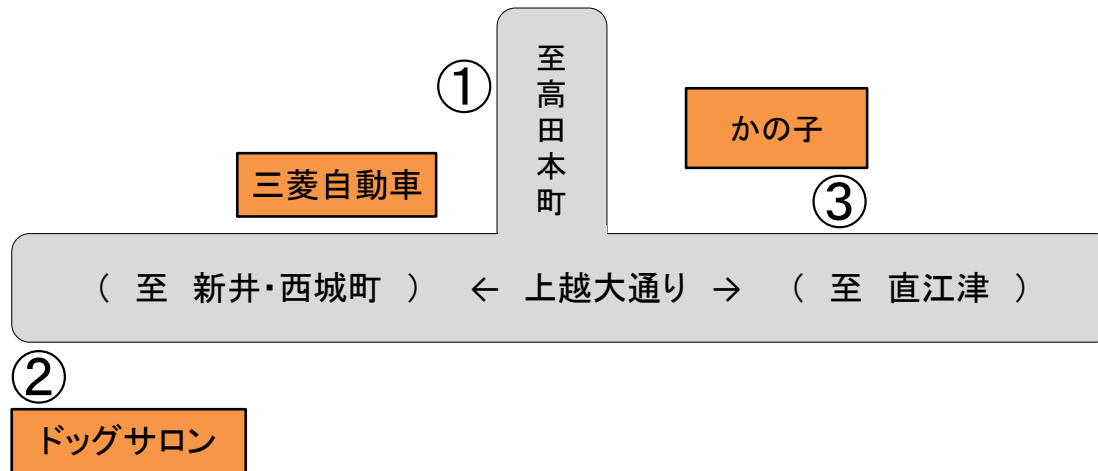 至高田本町
①
かの子
三菱自動車
③
（ 至 新井・西城町 ） ← 上越大通り → （ 至 直江津 ）
②
ドッグサロン